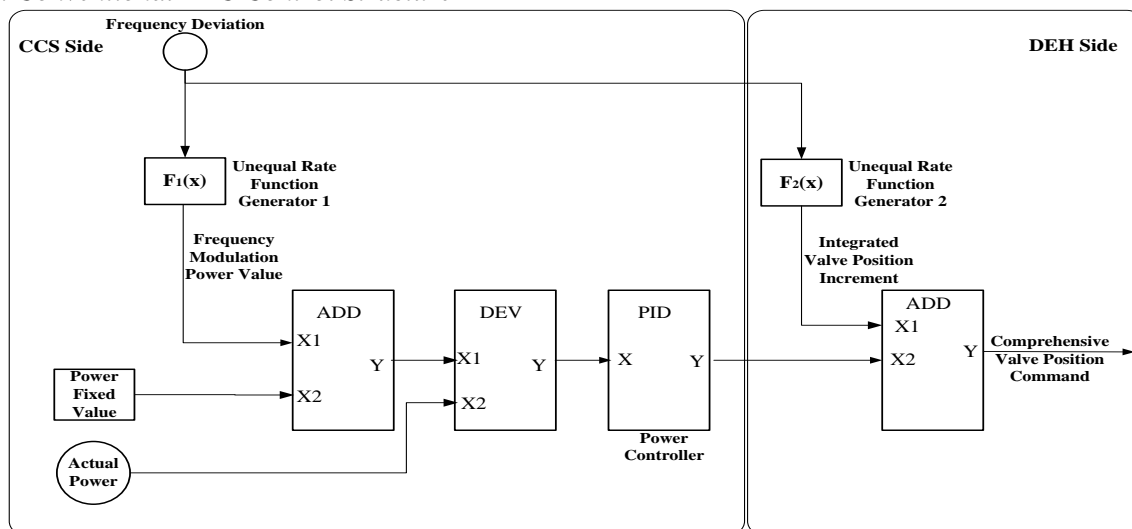 Frequency Deviation
CCS Side
DEH Side
F1(x)
Unequal Rate
Function
Generator 1
F2(x)
Unequal Rate
Function
Generator 2
Frequency
Modulation
Power Value
Integrated
Valve Position
Increment
ADD
X1
X2
Y
DEV
X1
X2
Y
PID
X
Y
ADD
X1
X2
Y
Comprehensive
Valve Position
Command
Power
Fixed
Value
Power
Controller
Actual
Power